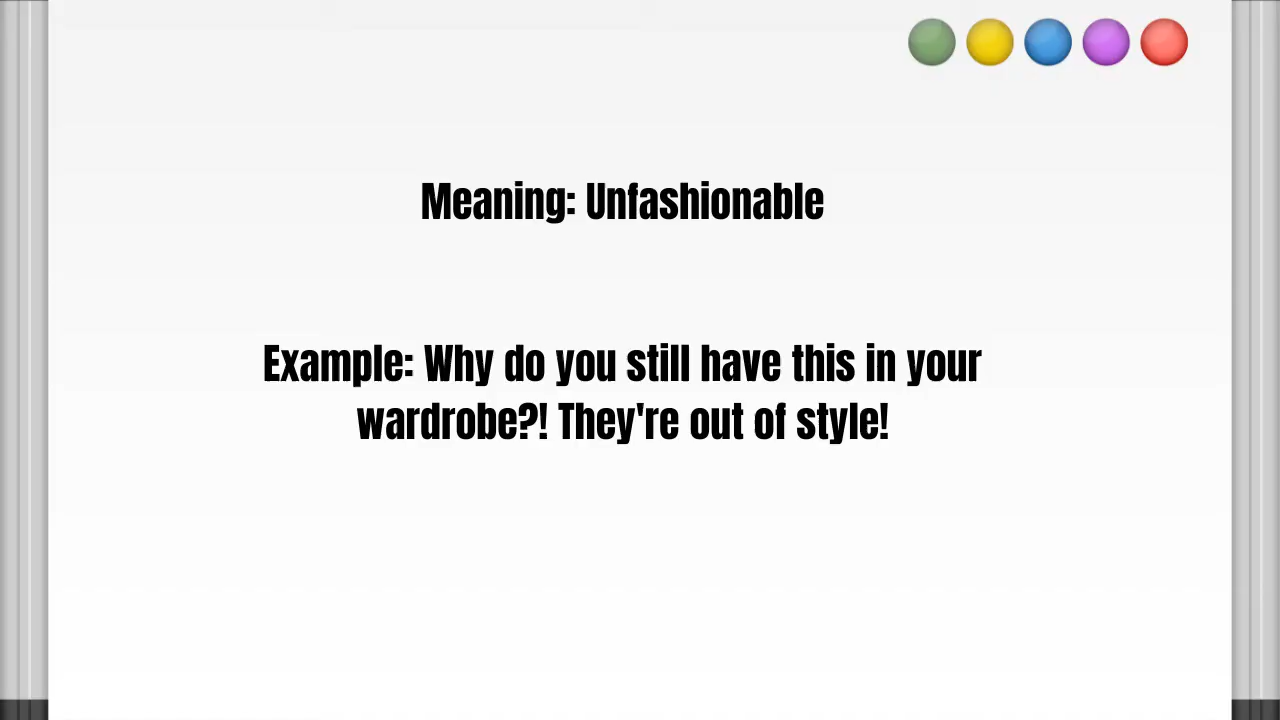 Meaning: Unfashionable
Example: Why do you still have this in your
wardrobe?! They're out of style!